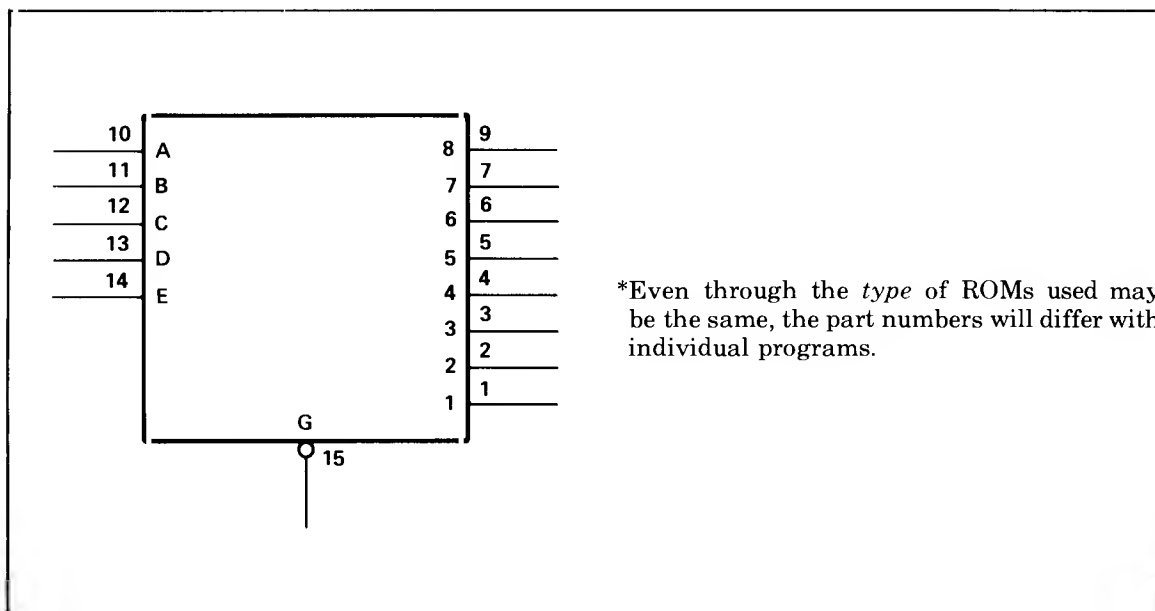 10 A
11 B
12 C
13 D
14 E
8 9
7 7
6 6
5 5
4 4
3 3
2 2
1 1
G
15
*Even through the type of ROMs used may
be the same, the part numbers will differ with
individual programs.